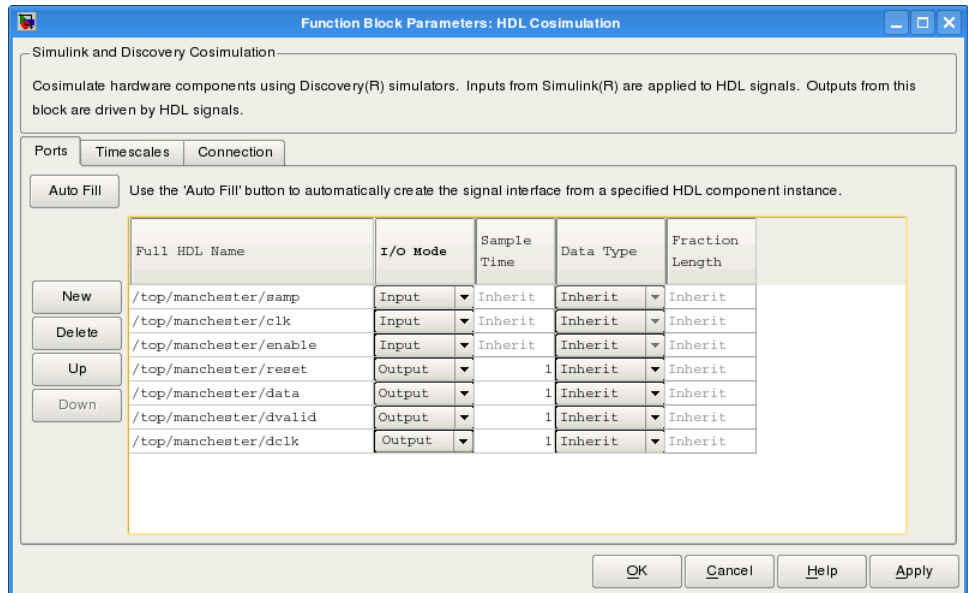 Function Block Parameters: HDL Cosimulation
Simulink and Discovery Cosimulation
Cosimulate hardware components using Discovery(R) simulators. Inputs from Simulink(R) are applied to HDL signals. Outputs from this
block are driven by HDL signals.
Ports Timescales Connection
Auto Fill Use the 'Auto Fill' button to automatically create the signal interface from a specified HDL component instance.
Full HDL Name I/O Mode Sample Time Data Type Fraction Length
New /top/manchester/samp Input Inherit Inherit Inherit
/top/manchester/clk Input Inherit Inherit Inherit
Delete /top/manchester/enable Input Inherit Inherit Inherit
Up /top/manchester/reset Output 1 Inherit Inherit
/top/manchester/data Output 1 Inherit Inherit
Down /top/manchester/dvalid Output 1 Inherit Inherit
/top/manchester/dclk Output 1 Inherit Inherit
OK Cancel Help Apply